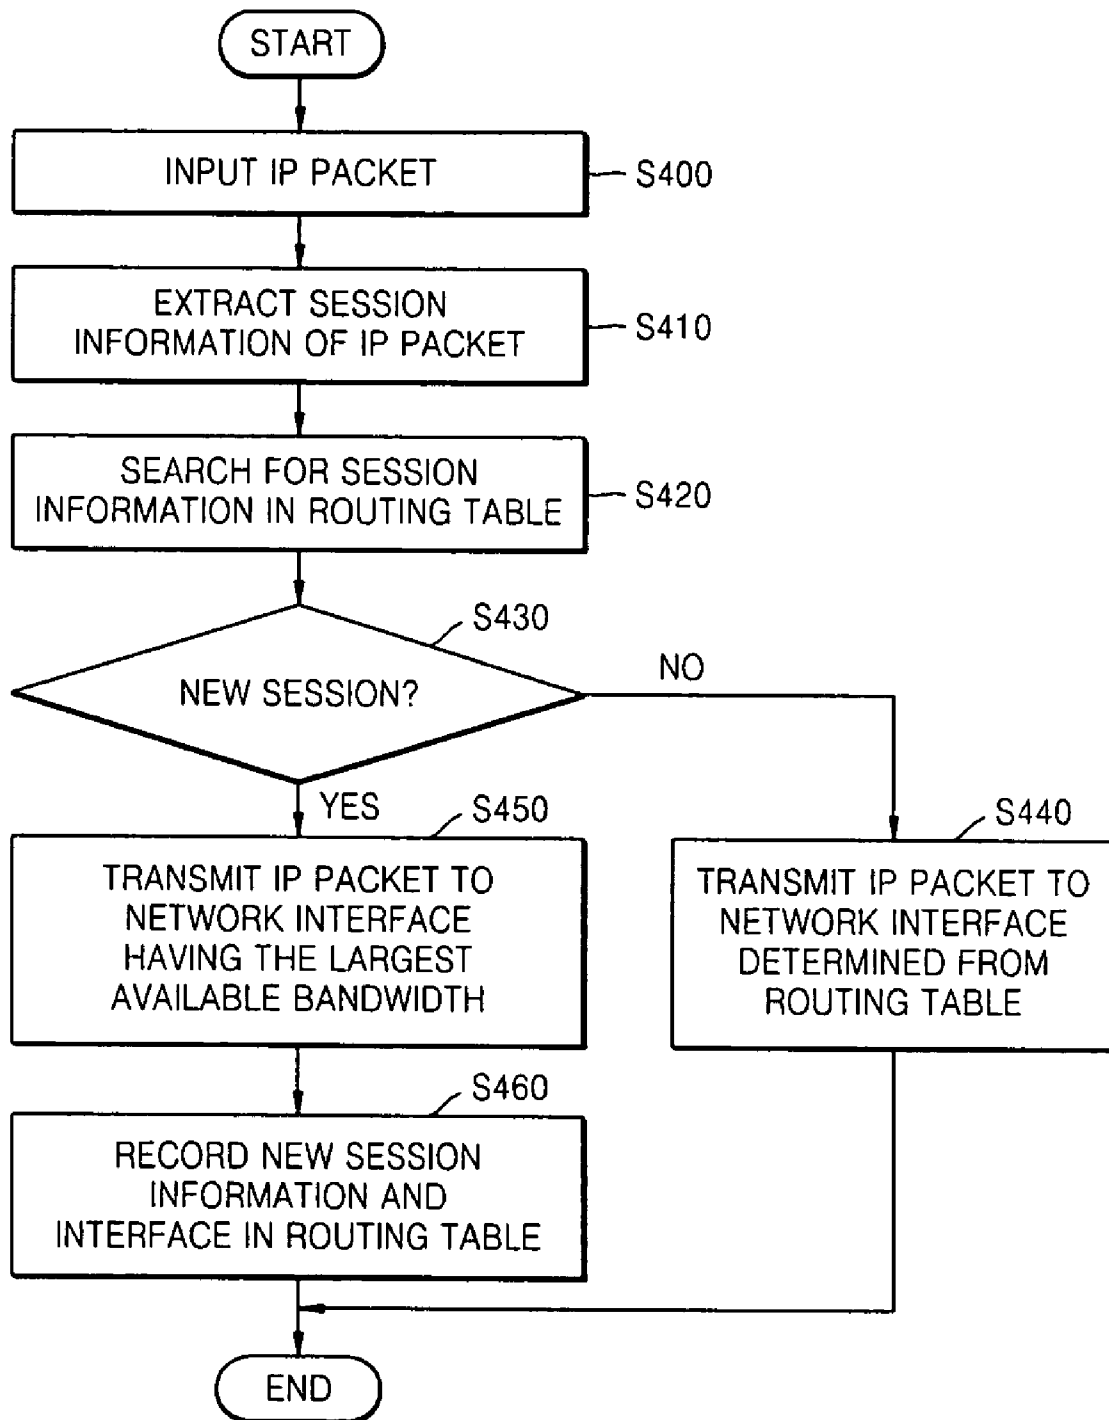 START
INPUT IP PACKET
S400
EXTRACT SESSION
INFORMATION OF IP PACKET
S410
SEARCH FOR SESSION
INFORMATION IN ROUTING TABLE
S420
S430
NEW SESSION?
NO
YES
S450
TRANSMIT IP PACKET TO
NETWORK INTERFACE
HAVING THE LARGEST
AVAILABLE BANDWIDTH
S440
TRANSMIT IP PACKET TO
NETWORK INTERFACE
DETERMINED FROM
ROUTING TABLE
S460
RECORD NEW SESSION
INFORMATION AND
INTERFACE IN ROUTING TABLE
END